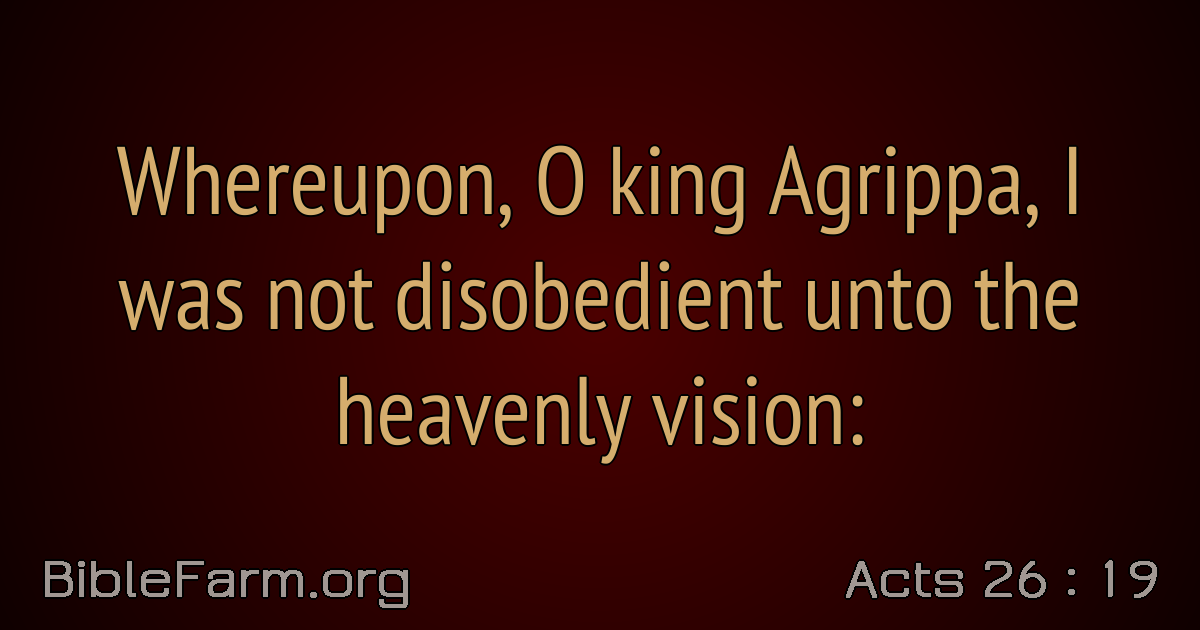 Whereupon, O king Agrippa, I
was not disobedient unto the
heavenly vision:
BibleFarm.org
Acts 26 : 19